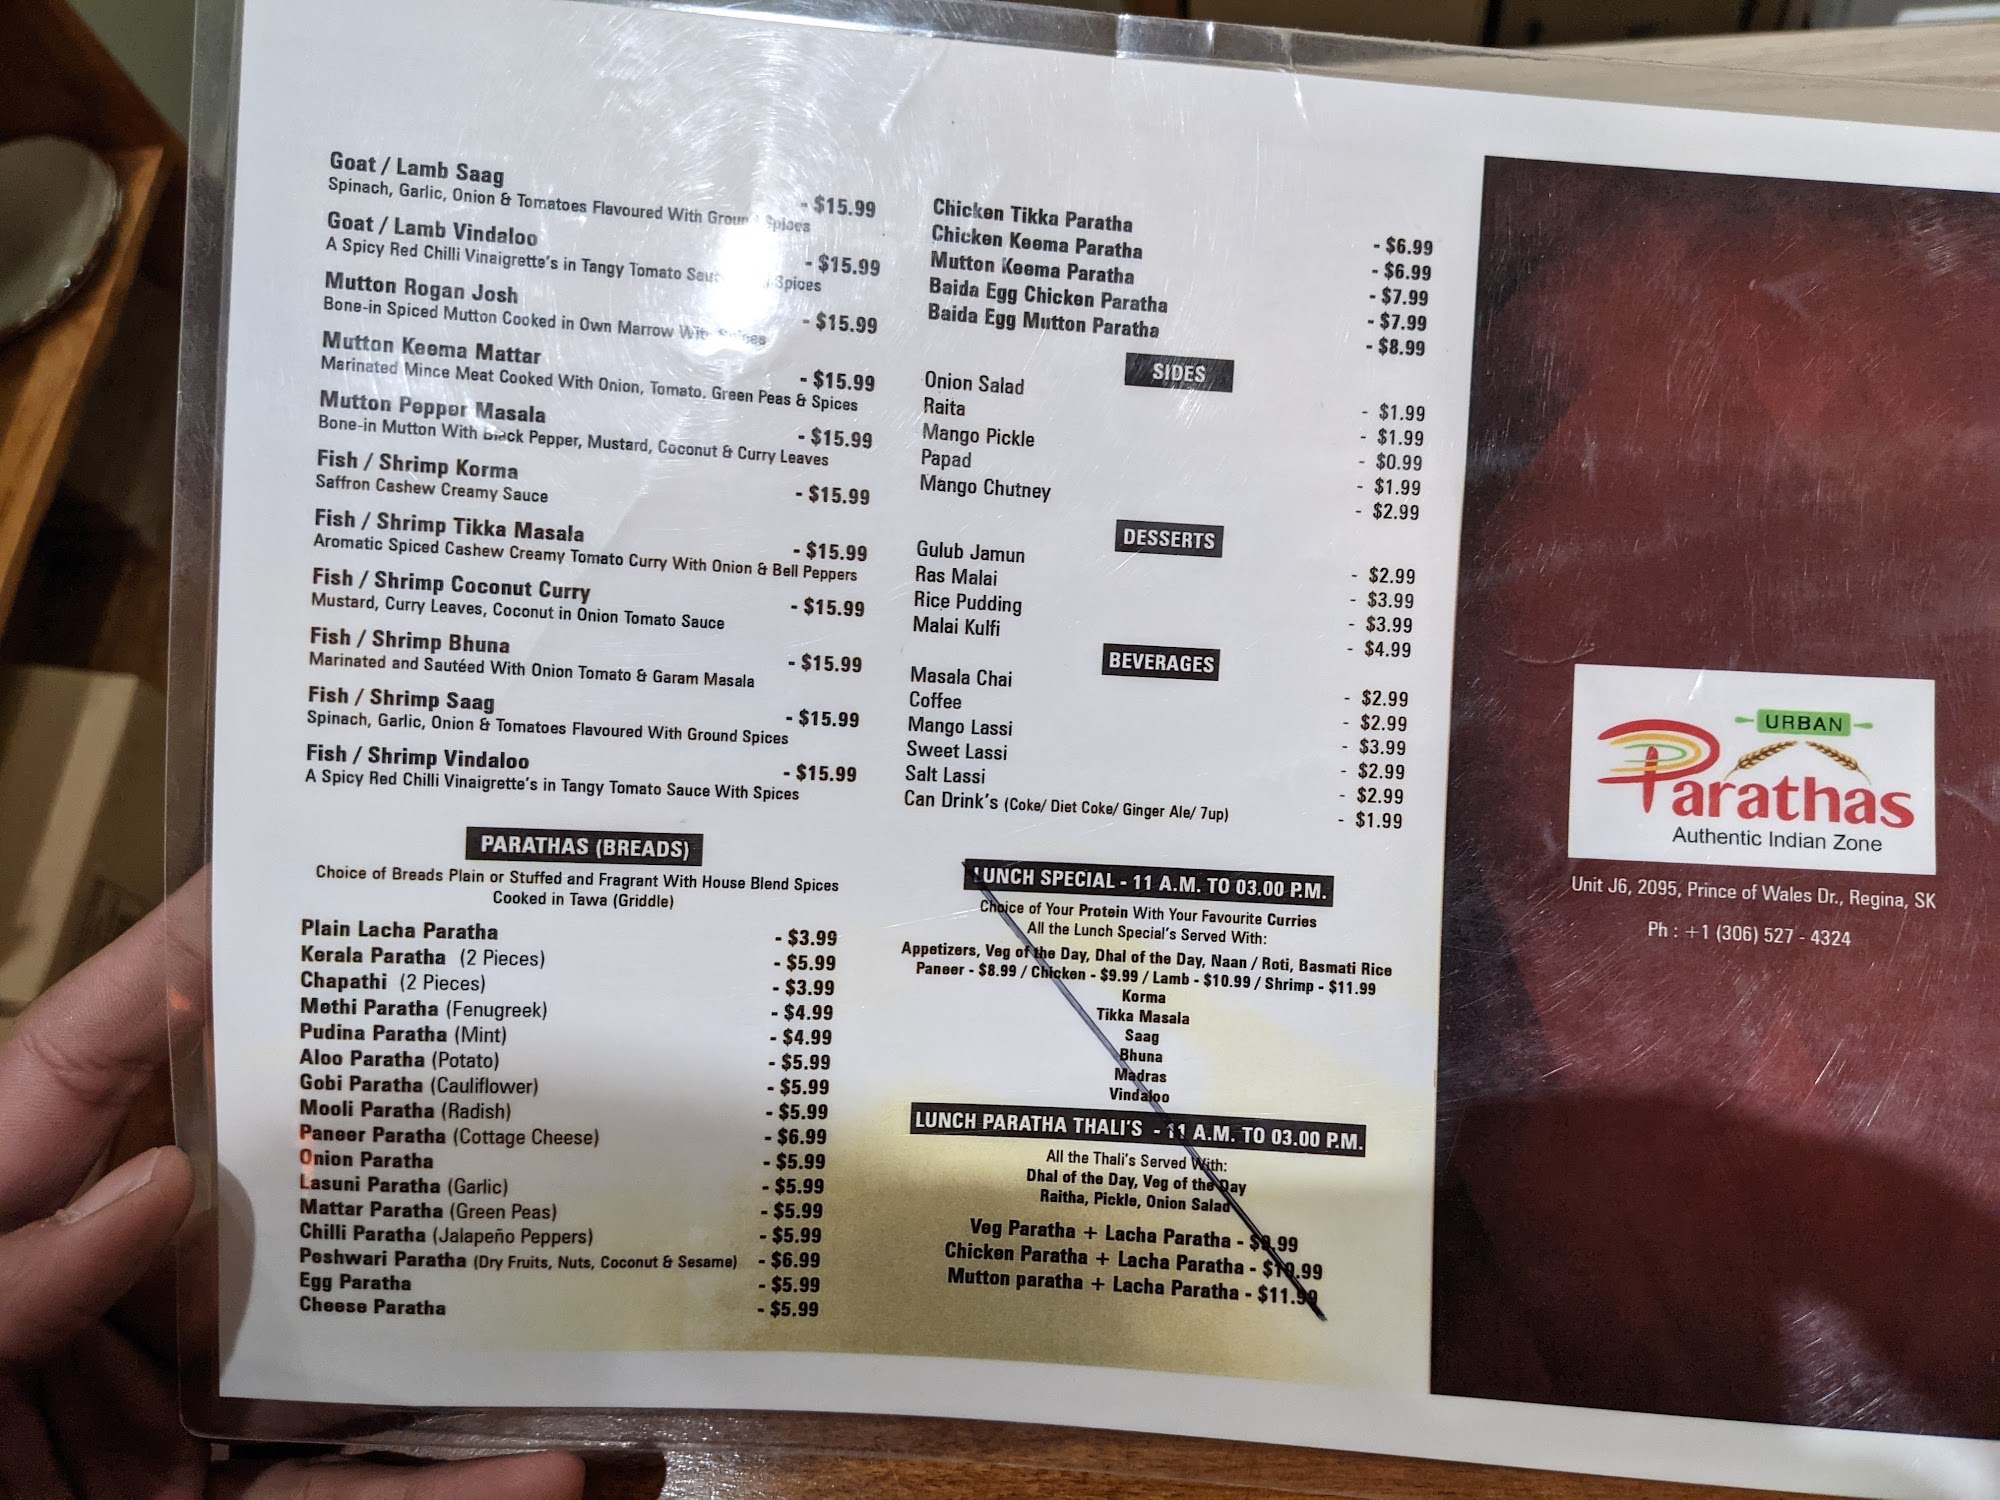 Goat / Lamb Saag - $15.99
Spinach, Garlic, Onion & Tomatoes Flavoured With Spices
Goat / Lamb Vindaloo - $15.99
A Spicy Red Chilli Vinaigrette's in Tangy Tomato Spices
Mutton Rogan Josh - $15.99
Bone-in Spiced Mutton Cooked in Own Marrow
Mutton Keema Mattar - $15.99
Marinated Mince Meat Cooked With Onion, Tomato, Green Peas & Spices
Mutton Pepper Masala - $15.99
Bone-in Mutton With Black Pepper, Mustard, Coconut & Curry Leaves
Fish / Shrimp Korma - $15.99
Saffron Cashew Creamy Sauce
Fish / Shrimp Tikka Masala - $15.99
Aromatic Spiced Cashew Creamy Tomato Curry With Onion & Bell Peppers
Fish / Shrimp Coconut Curry - $15.99
Mustard, Curry Leaves, Coconut in Onion Tomato Sauce
Fish / Shrimp Bhuna - $15.99
Marinated and Sautéed With Onion Tomato & Garam Masala
Fish / Shrimp Saag - $15.99
Spinach, Garlic, Onion & Tomatoes Flavoured With Ground Spices
Fish / Shrimp Vindaloo - $15.99
A Spicy Red Chilli Vinaigrette's in Tangy Tomato Sauce With Spices
PARATHAS (BREADS)
Choice of Breads Plain or Stuffed and Fragrant With House Blend Spices
Cooked in Tawa (Griddle)
Plain Lacha Paratha - $3.99
Kerala Paratha (2 Pieces) - $5.99
Chapathi (2 Pieces) - $3.99
Methi Paratha (Fenugreek) - $4.99
Pudina Paratha (Mint) - $4.99
Aloo Paratha (Potato) - $5.99
Gobi Paratha (Cauliflower) - $5.99
Mooli Paratha (Radish) - $5.99
Paneer Paratha (Cottage Cheese) - $6.99
Onion Paratha - $5.99
Lasuni Paratha (Garlic) - $5.99
Mattar Paratha (Green Peas) - $5.99
Chilli Paratha (Jalapeño Peppers) - $5.99
Peshwari Paratha (Dry Fruits, Nuts, Coconut & Sesame) - $6.99
Egg Paratha - $5.99
Cheese Paratha - $5.99
Chicken Tikka Paratha - $6.99
Chicken Keema Paratha - $6.99
Mutton Keema Paratha - $7.99
Baida Egg Chicken Paratha - $7.99
Baida Egg Mutton Paratha - $8.99
SIDES
Onion Salad - $1.99
Raita - $1.99
Mango Pickle - $0.99
Papad - $1.99
Mango Chutney - $2.99
DESSERTS
Gulub Jamun - $2.99
Ras Malai - $3.99
Rice Pudding - $3.99
Malai Kulfi - $4.99
BEVERAGES
Masala Chai - $2.99
Coffee - $2.99
Mango Lassi - $3.99
Sweet Lassi - $2.99
Salt Lassi - $2.99
Can Drink's (Coke/ Diet Coke/ Ginger Ale/ 7up) - $1.99
LUNCH SPECIAL - 11 A.M. TO 03.00 P.M.
Choice of Your Protein With Your Favourite Curries
All the Lunch Special's Served With:
Appetizers, Veg of the Day, Dhal of the Day, Naan / Roti, Basmati Rice
Paneer - $8.99 / Chicken - $9.99 / Lamb - $10.99 / Shrimp - $11.99
Korma
Tikka Masala
Saag
Bhuna
Madras
Vindaloo
LUNCH PARATHA THALI'S - 11 A.M. TO 03.00 P.M.
All the Thali's Served With:
Dhal of the Day, Veg of the Day
Raitha, Pickle, Onion Salad
Veg Paratha + Lacha Paratha - $9.99
Chicken Paratha + Lacha Paratha - $10.99
Mutton paratha + Lacha Paratha - $11.99
URBAN
Parathas
Authentic Indian Zone
Unit J6, 2095, Prince of Wales Dr., Regina, SK
Ph : +1 (306) 527 - 4324